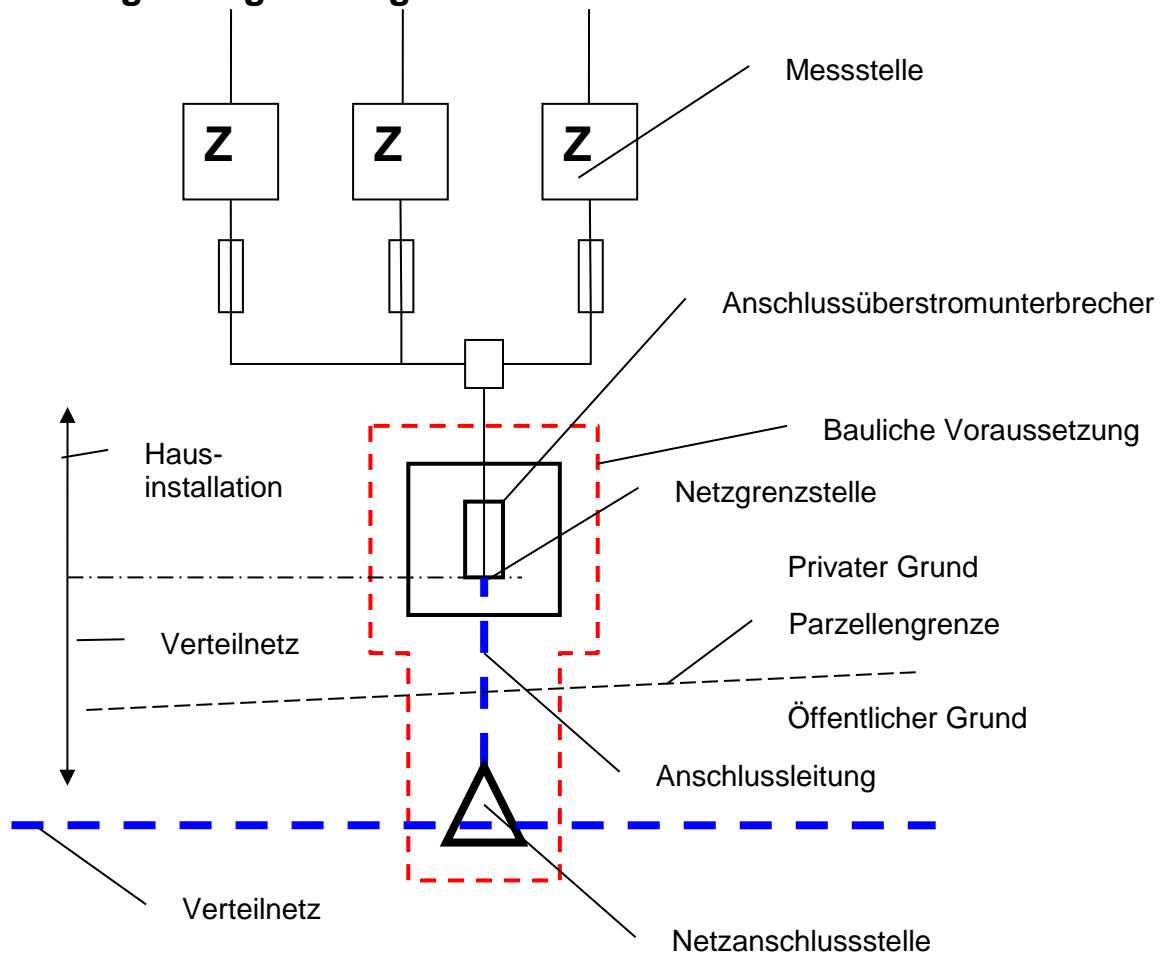 Messstelle
Z Z Z
Anschlussüberstromunterbrecher
Bauliche Voraussetzung
Haus-
installation
Netzgrenzstelle
Privater Grund
Parzellengrenze
Verteilnetz
Öffentlicher Grund
Anschlussleitung
Verteilnetz
Netzanschlussstelle